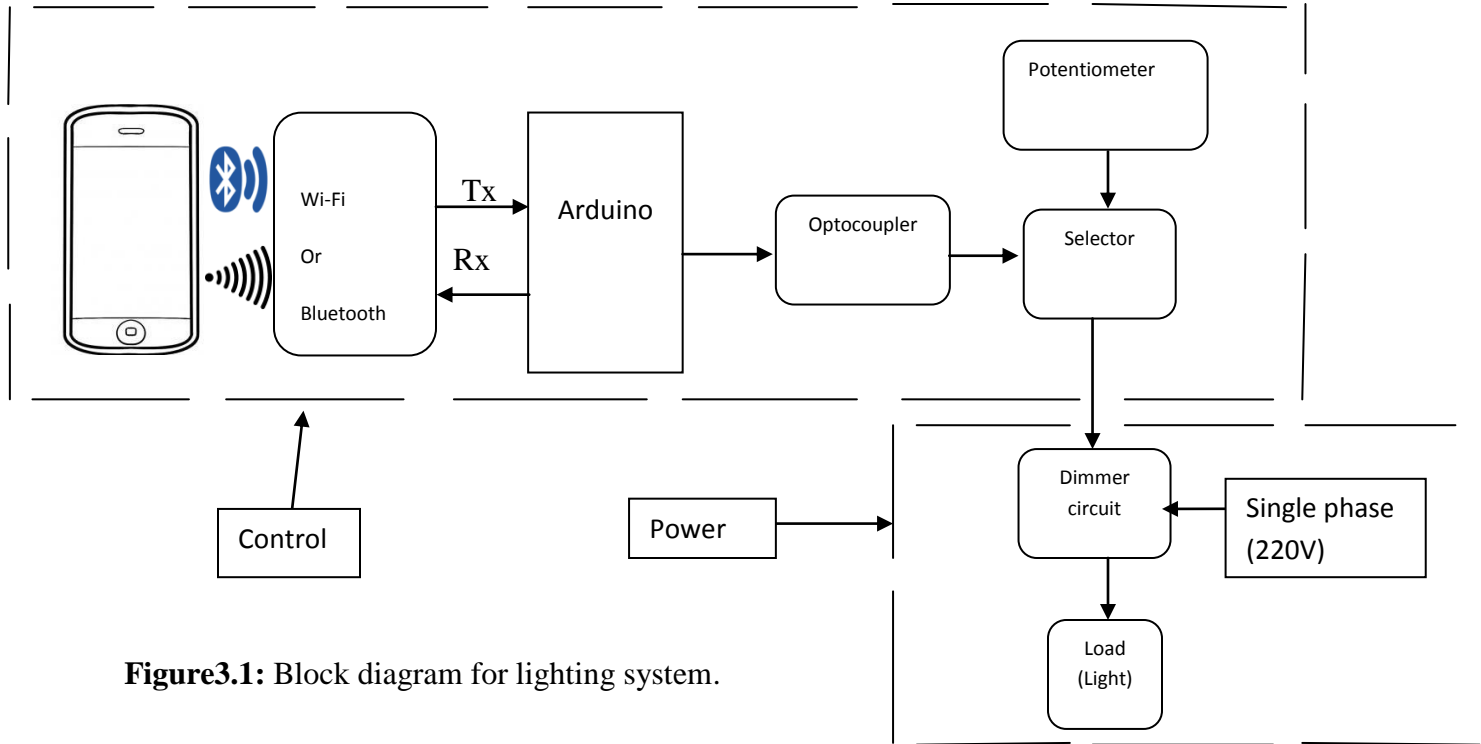 Potentiometer
Wi-Fi
Or
Bluetooth
Tx
Rx
Arduino
Optocoupler
Selector
Control
Power
Dimmer
circuit
Single phase
(220V)
Load
(Light)
Figure3.1: Block diagram for lighting system.